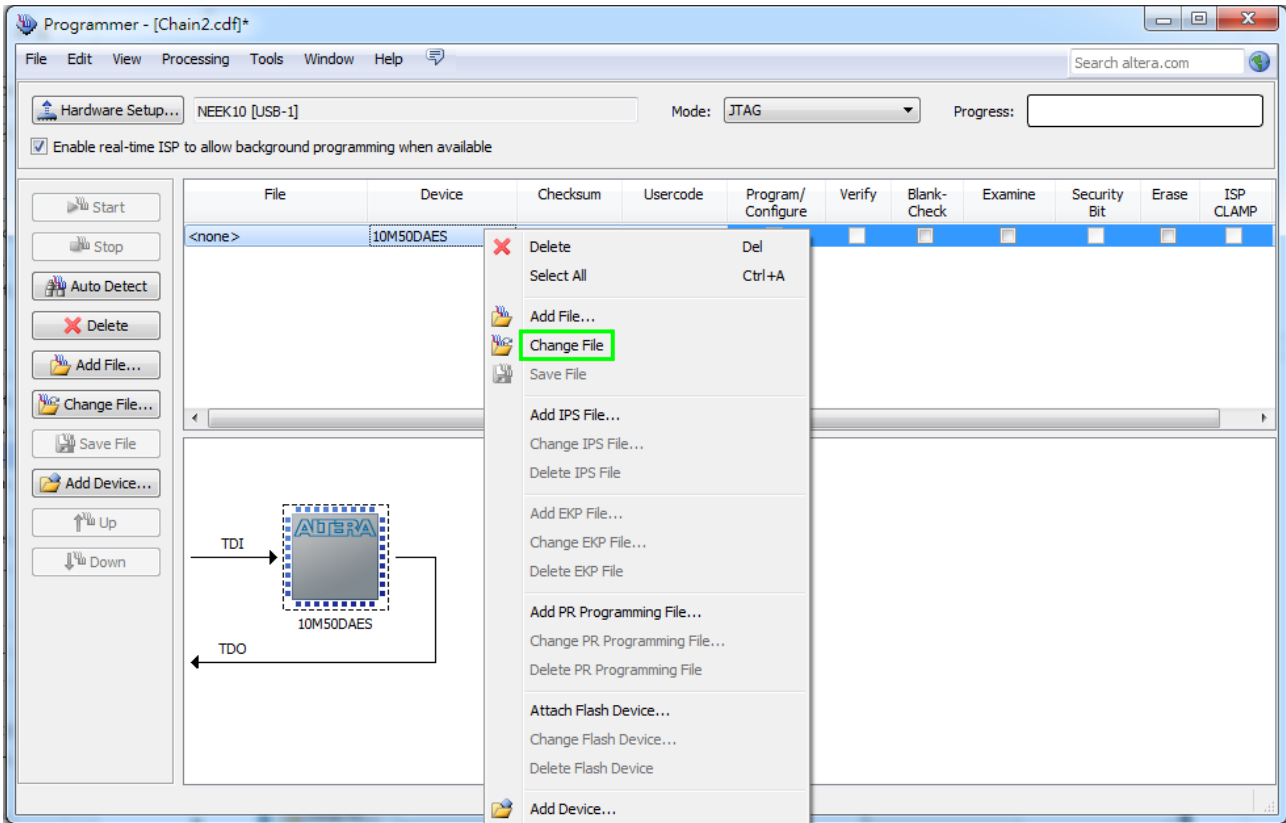 Programmer - [Chain2.cdf]*
File Edit View Processing Tools Window Help
Search altera.com
Hardware Setup... NEEK10 [USB-1] Mode: JTAG Progress:
Enable real-time ISP to allow background programming when available
File Device Checksum Usercode Program/ Verify Blank- Examine Security Erase ISP
Configure Check Bit CLAMP
<none> 10M50DAES
Start
Stop
Auto Detect
Delete
Add File...
Change File...
Save File
Add Device...
Up
Down
Delete Del
Select All Ctrl+A
Add File...
Change File
Save File
Add IPS File...
Change IPS File...
Delete IPS File
Add EKP File...
Change EKP File...
Delete EKP File
Add PR Programming File...
Change PR Programming File...
Delete PR Programming File
Attach Flash Device...
Change Flash Device...
Delete Flash Device
Add Device...
ALTERA
TDI
10M50DAES
TDO